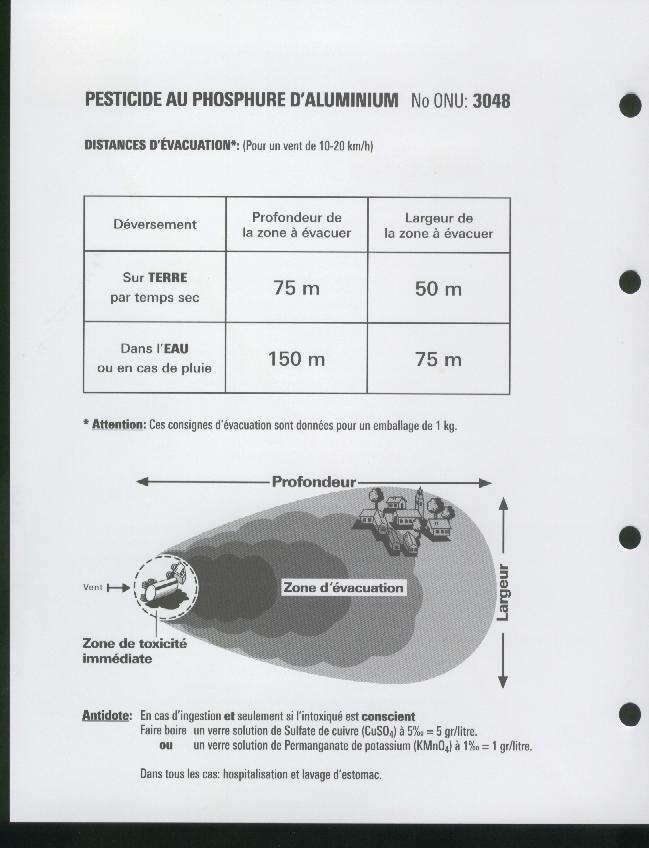 PESTICIDE AU PHOSPHURE D'ALUMINIUM No ONU: 3048
DISTANCES D'ÉVACUATION*: (Pour un vent de 10-20 km/h)
Déversement
Profondeur de
la zone à évacuer
Largeur de
la zone à évacuer
Sur TERRE
par temps sec
75 m
50 m
Dans l'EAU
ou en cas de pluie
150 m
75 m
* Attention: Ces consignes d'évacuation sont données pour un emballage de 1 kg.
Profondeur
Vent
Zone d'évacuation
Largeur
Zone de toxicité
immédiate
Antidote: En cas d'ingestion et seulement si l'intoxiqué est conscient
Faire boire un verre solution de Sulfate de cuivre (CuSO4) à 5‰ = 5 gr/litre.
ou un verre solution de Permanganate de potassium (KMnO4) à 1‰ = 1 gr/litre.
Dans tous les cas: hospitalisation et lavage d'estomac.